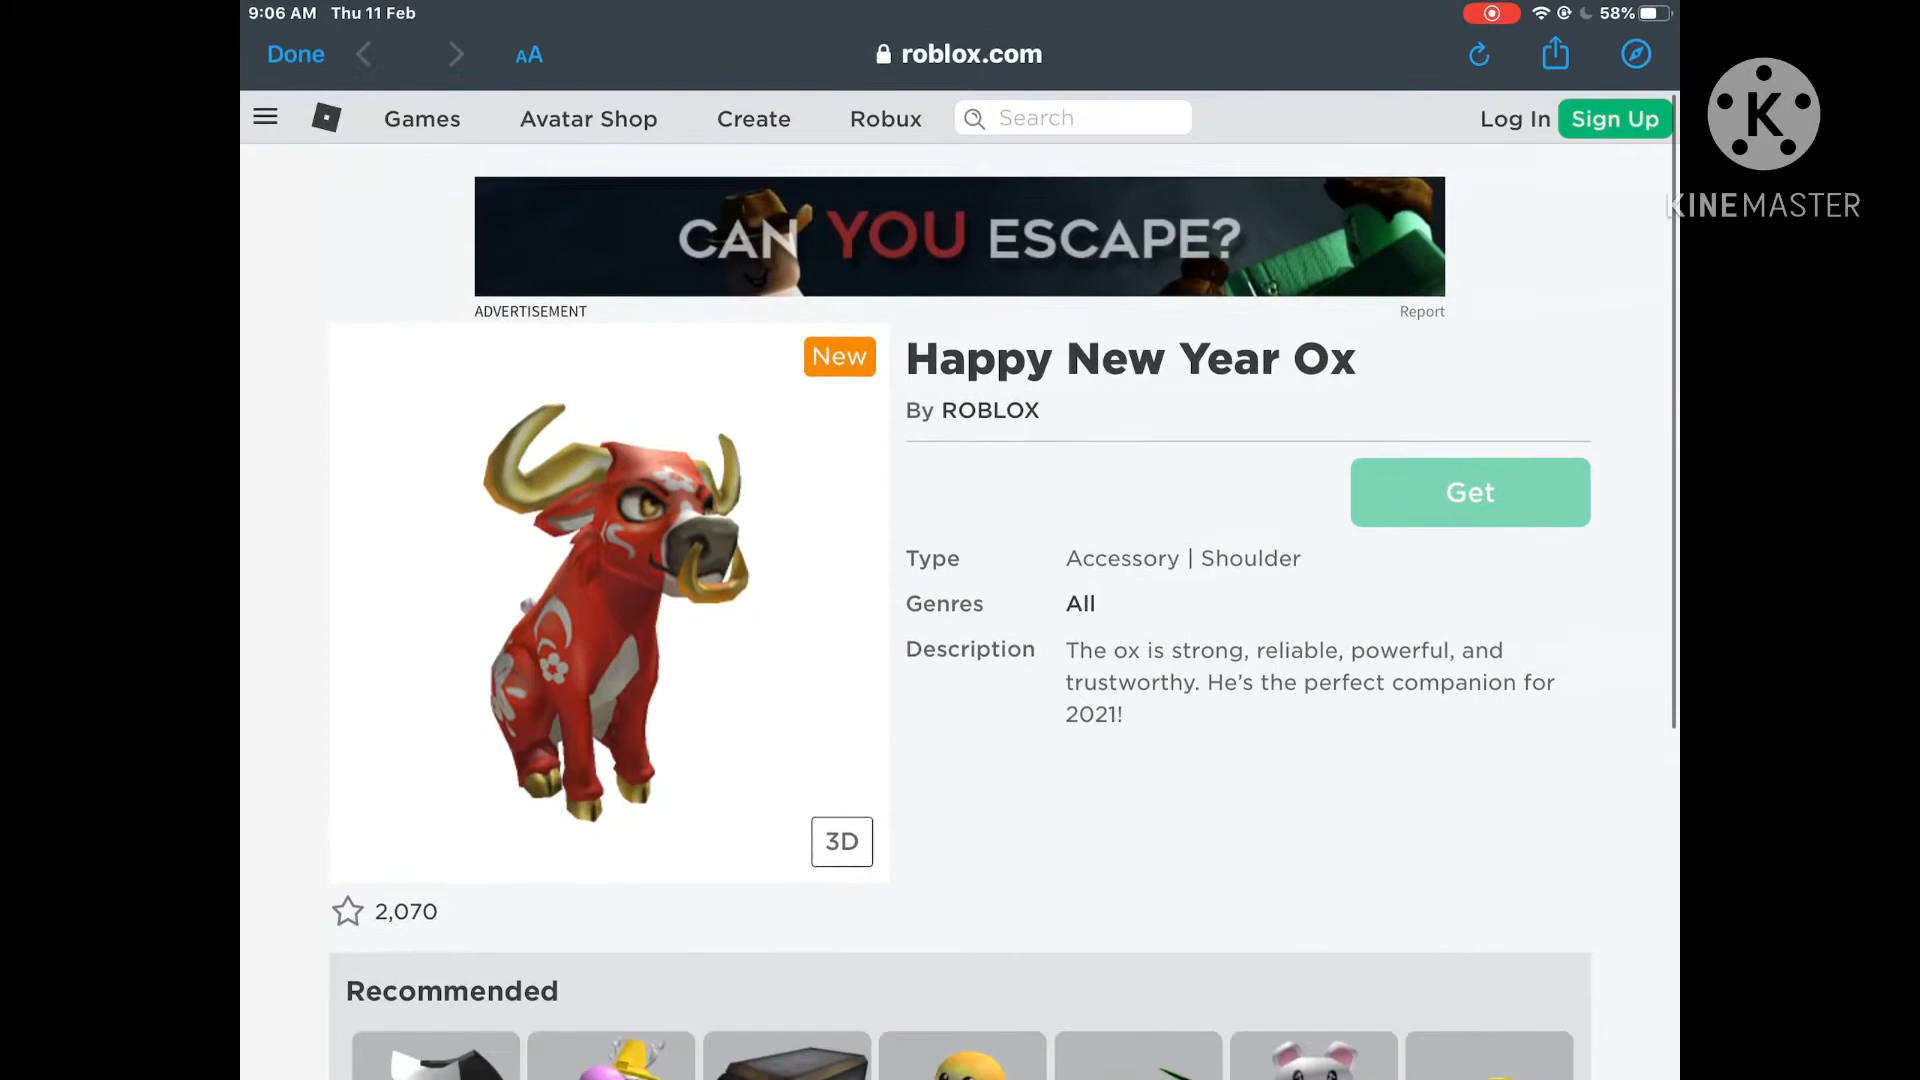 9:06 AM Thu 11 Feb
58%
Done
AA
roblox.com
Games
Avatar Shop
Create
Robux
Search
Log In
Sign Up
K
KINEMASTER
CAN YOU ESCAPE?
ADVERTISEMENT
Report
New
Happy New Year Ox
By ROBLOX
Get
Type
Accessory | Shoulder
Genres
All
Description
The ox is strong, reliable, powerful, and
trustworthy. He's the perfect companion for
2021!
3D
2,070
Recommended